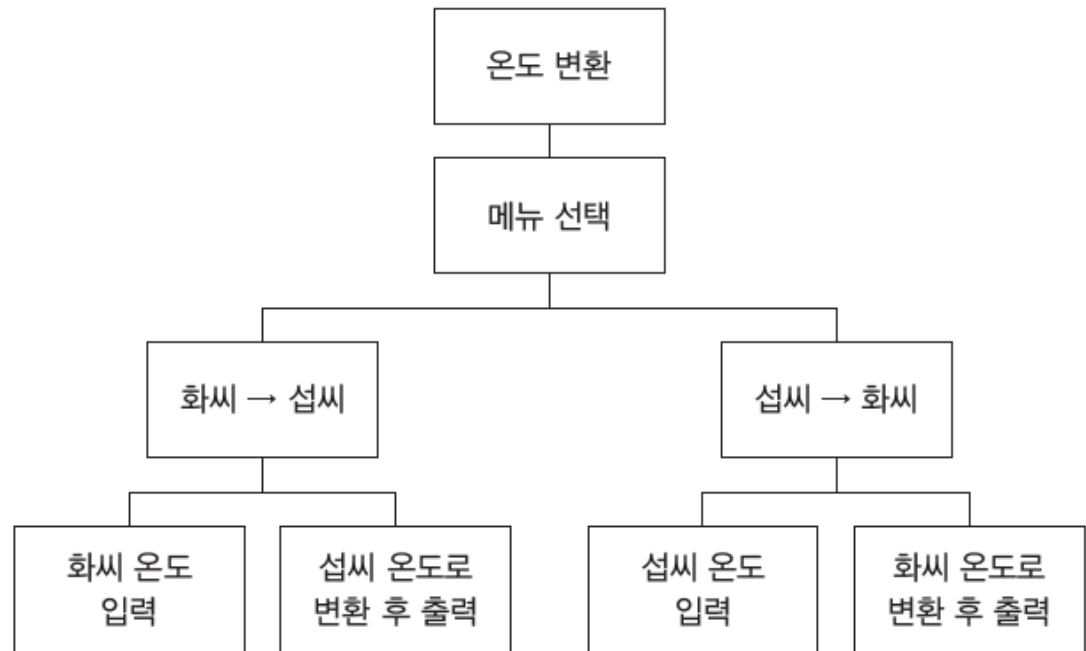 온도 변환
메뉴 선택
화씨 → 섭씨
섭씨 → 화씨
화씨 온도
입력
섭씨 온도로
변환 후 출력
섭씨 온도
입력
화씨 온도로
변환 후 출력